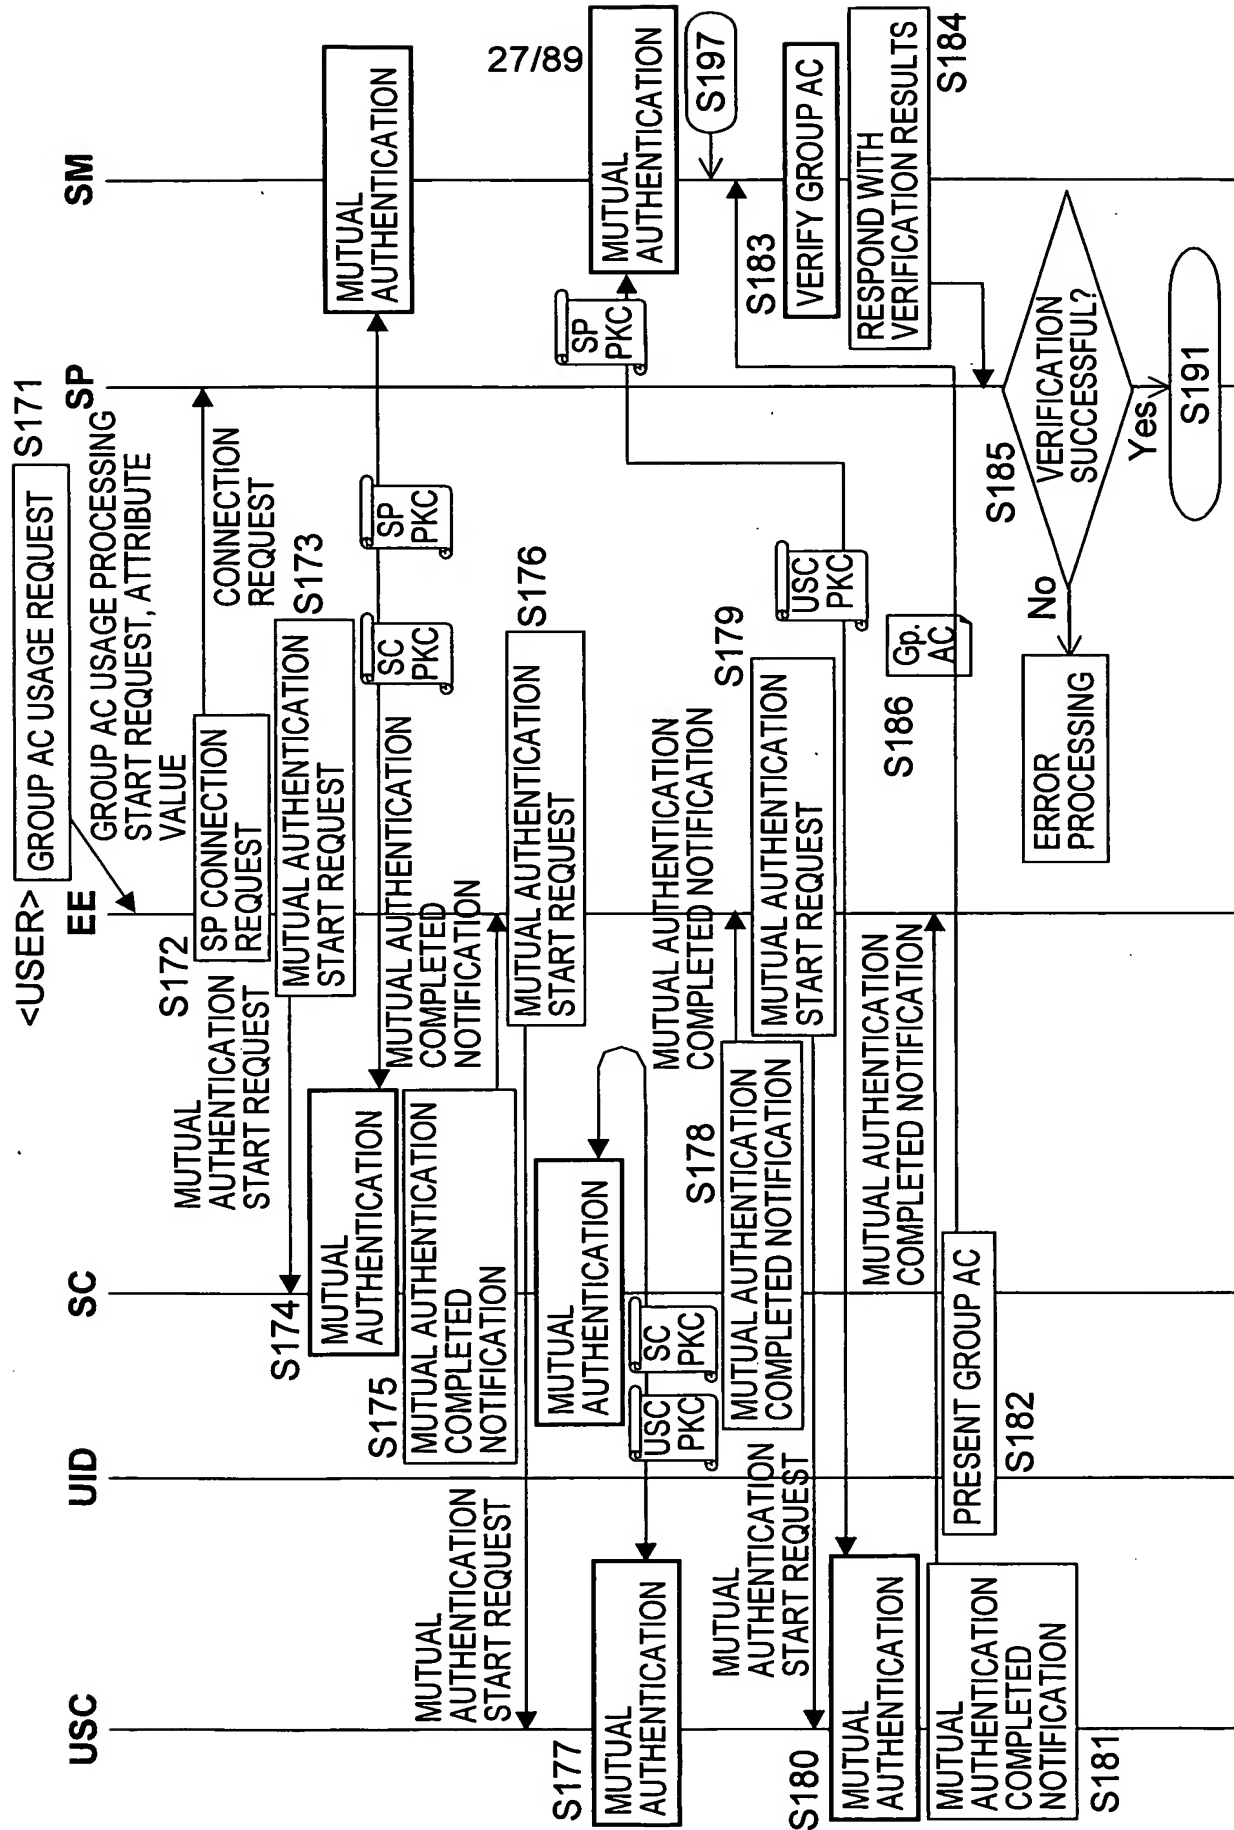 27/89
<USER>
USC
UID
SC
EE
SP
SM
GROUP AC USAGE REQUEST
S171
GROUP AC USAGE PROCESSING
START REQUEST, ATTRIBUTE
VALUE
S172
SP CONNECTION
REQUEST
CONNECTION
REQUEST
MUTUAL
AUTHENTICATION
START REQUEST
MUTUAL AUTHENTICATION
START REQUEST
S173
S174
MUTUAL
AUTHENTICATION
SC
PKC
SP
PKC
MUTUAL
AUTHENTICATION
S175
MUTUAL AUTHENTICATION
COMPLETED
NOTIFICATION
MUTUAL AUTHENTICATION
COMPLETED
NOTIFICATION
MUTUAL
AUTHENTICATION
START REQUEST
MUTUAL AUTHENTICATION
START REQUEST
S176
S177
MUTUAL
AUTHENTICATION
MUTUAL
AUTHENTICATION
USC
PKC
SC
PKC
S178
MUTUAL AUTHENTICATION
COMPLETED NOTIFICATION
MUTUAL AUTHENTICATION
COMPLETED NOTIFICATION
MUTUAL
AUTHENTICATION
START REQUEST
MUTUAL AUTHENTICATION
START REQUEST
S179
S180
MUTUAL
AUTHENTICATION
USC
PKC
SP
PKC
MUTUAL
AUTHENTICATION
S197
MUTUAL
AUTHENTICATION
COMPLETED
NOTIFICATION
S181
MUTUAL AUTHENTICATION
COMPLETED NOTIFICATION
PRESENT GROUP AC
S182
S186
Gp.
AC
S183
VERIFY GROUP AC
RESPOND WITH
VERIFICATION RESULTS
S184
S185
VERIFICATION
SUCCESSFUL?
No
ERROR
PROCESSING
Yes
S191